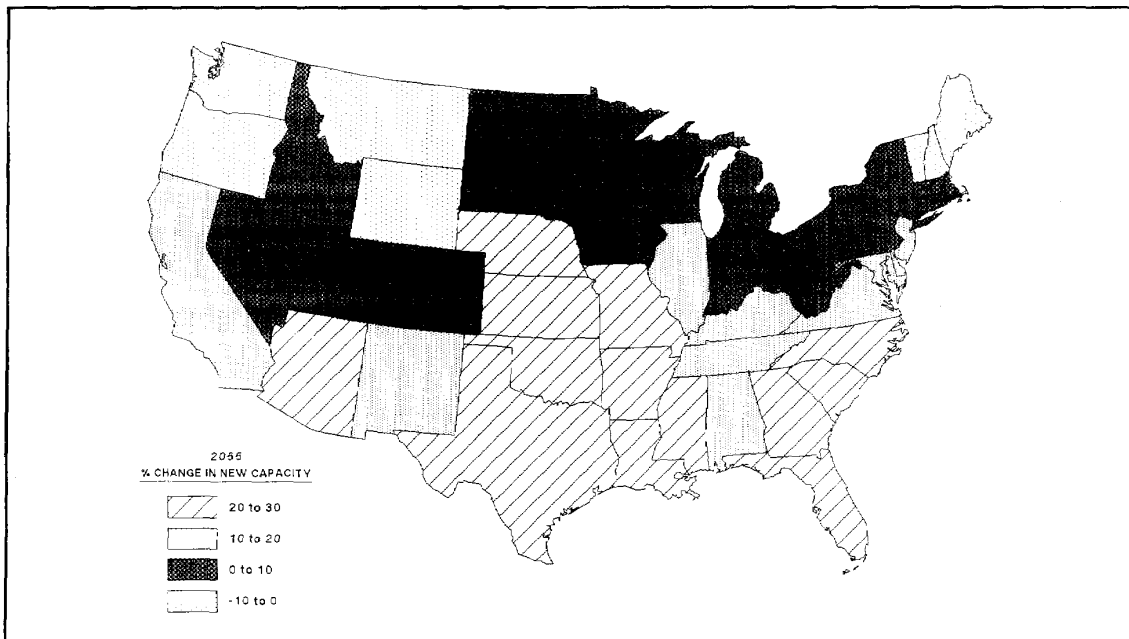 2055
% CHANGE IN NEW CAPACITY
20 to 30
10 to 20
0 to 10
-10 to 0